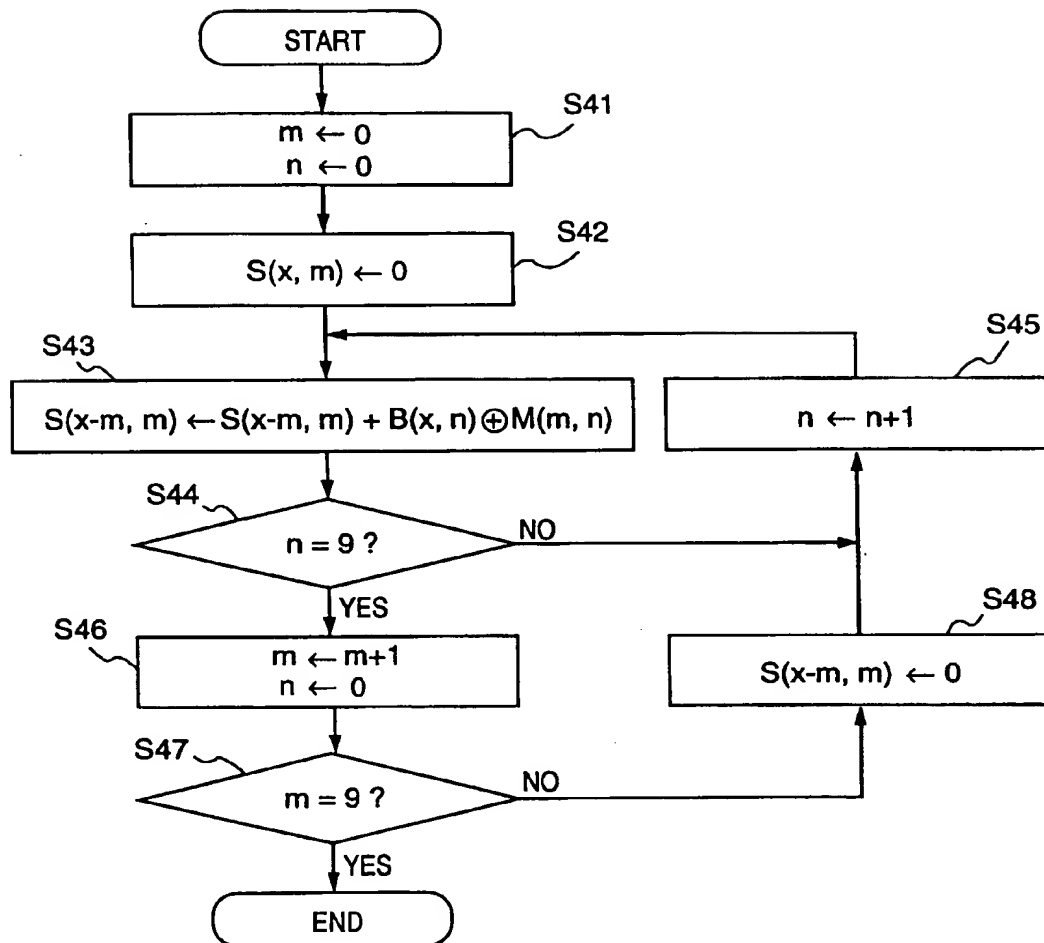 START
S41
m ← 0
n ← 0
S42
S(x, m) ← 0
S43
S(x-m, m) ← S(x-m, m) + B(x, n) ⊕ M(m, n)
S45
n ← n+1
S44
n = 9 ?
NO
YES
S46
m ← m+1
n ← 0
S48
S(x-m, m) ← 0
S47
m = 9 ?
NO
YES
END